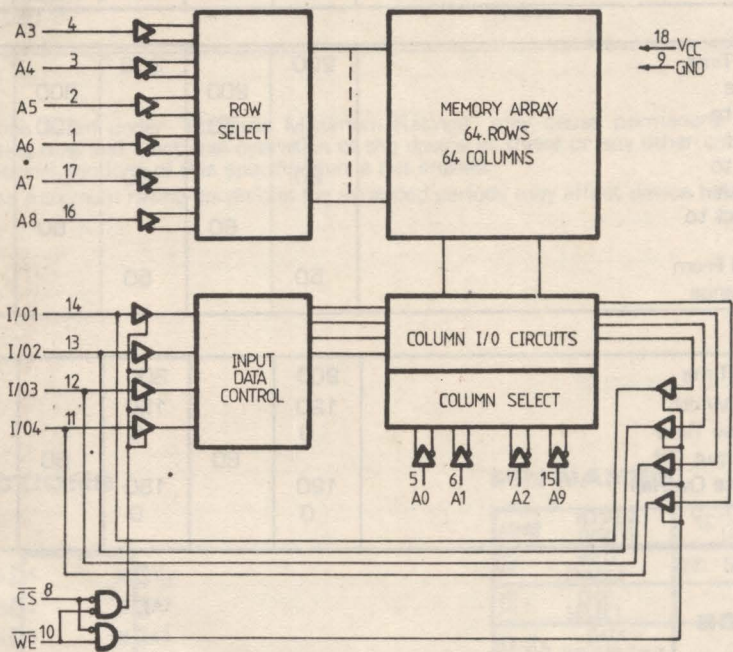 A3 4
A4 3
A5 2
A6 1
A7 17
A8 16
ROW
SELECT
MEMORY ARRAY
64.ROWS
64 COLUMNS
18 VCC
9 GND
I/O1 14
I/O2 13
I/O3 12
I/O4 11
INPUT
DATA
CONTROL
COLUMN I/O CIRCUITS
COLUMN SELECT
5 6 7 15
A0 A1 A2 A9
CS 8
WE 10